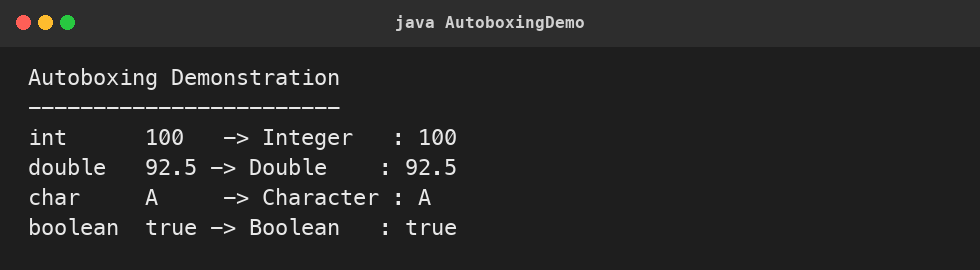 java AutoboxingDemo
Autoboxing Demonstration
------------------------
int      100   -> Integer   : 100
double   92.5 -> Double    : 92.5
char     A     -> Character : A
boolean  true -> Boolean   : true